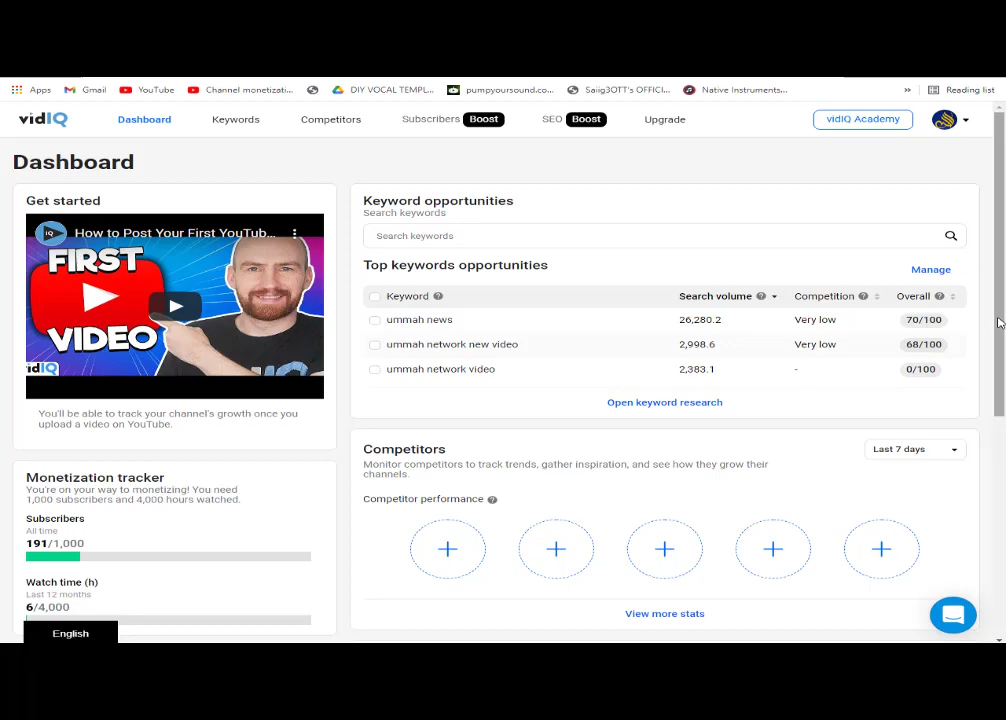 Apps Gmail YouTube Channel monetizati... DIY VOCAL TEMPL... pumpyoursound.co... Saiig3OTT'S OFFICI... Native Instruments... » Reading list
vidIQ Dashboard Keywords Competitors Subscribers Boost SEO Boost Upgrade vidIQ Academy
Dashboard
Get started
IQ How to Post Your First YouTub...
FIRST
VIDEO
idIQ
You'll be able to track your channel's growth once you
upload a video on YouTube.
Monetization tracker
You're on your way to monetizing! You need
1,000 subscribers and 4,000 hours watched.
Subscribers
All time
191/1,000
Watch time (h)
Last 12 months
6/4,000
English
Keyword opportunities
Search keywords
Search keywords
Top keywords opportunities
Manage
Keyword ? Search volume ? Competition ? Overall ?
ummah news 26,280.2 Very low 70/100
ummah network new video 2,998.6 Very low 68/100
ummah network video 2,383.1 - 0/100
Open keyword research
Competitors
Last 7 days
Monitor competitors to track trends, gather inspiration, and see how they grow their
channels.
Competitor performance ?
View more stats